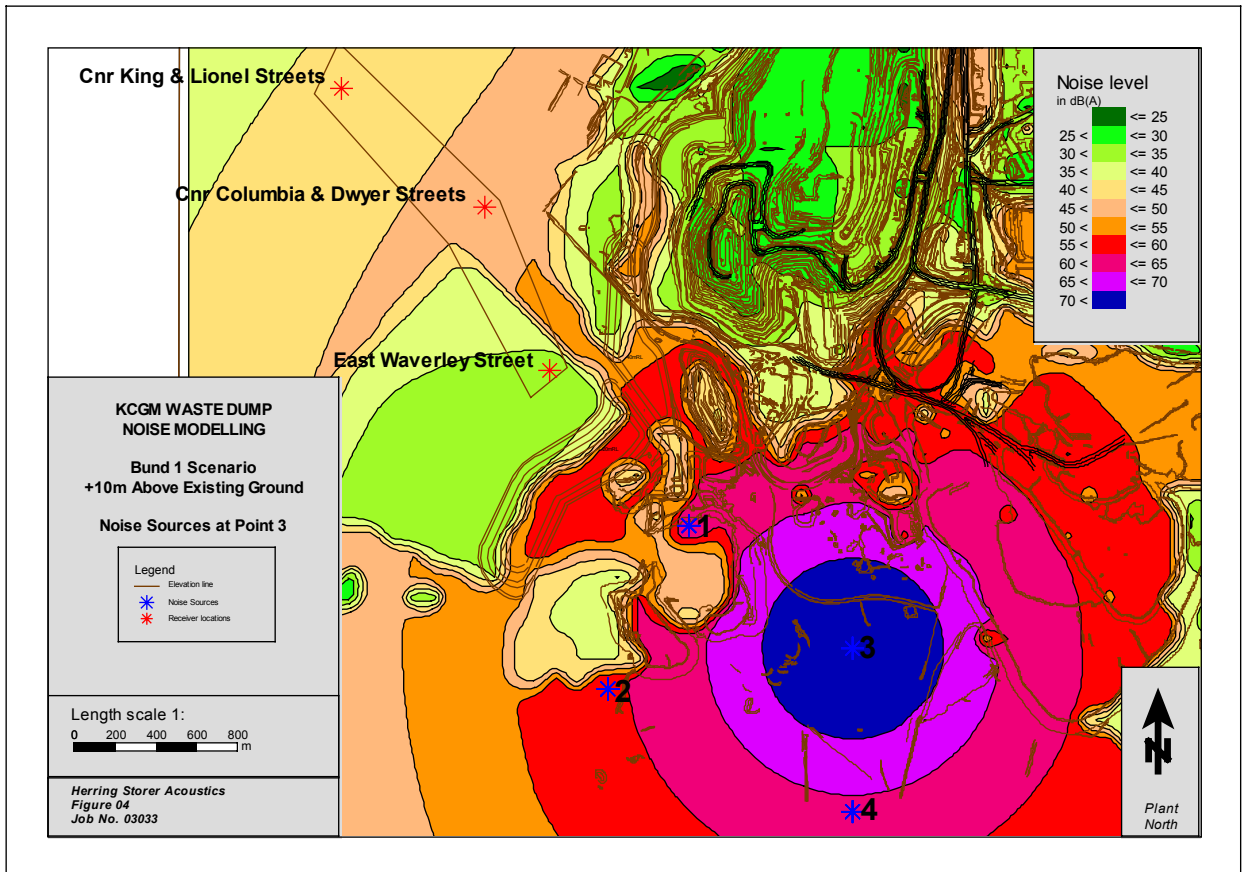 Cnr King & Lionel Streets
Cnr Columbia & Dwyer Streets
East Waverley Street
1
2
3
4
Noise level
in dB(A)
<= 25
25 < <= 30
30 < <= 35
35 < <= 40
40 < <= 45
45 < <= 50
50 < <= 55
55 < <= 60
60 < <= 65
65 < <= 70
70 <
KCGM WASTE DUMP
NOISE MODELLING
Bund 1 Scenario
+10m Above Existing Ground
Noise Sources at Point 3
Legend
Elevation line
Noise Sources
Receiver locations
Length scale 1:
0 200 400 600 800
m
Herring Storer Acoustics
Figure 04
Job No. 03033
N
Plant
North